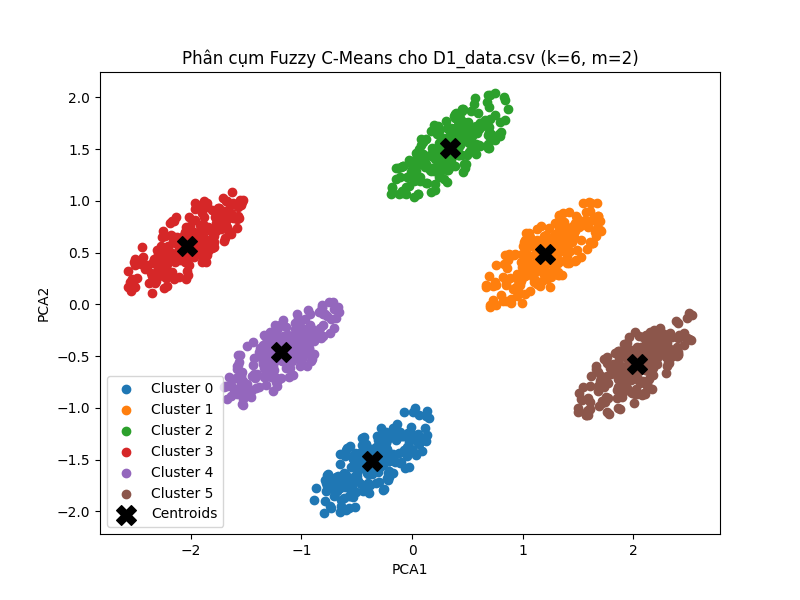 Phân cụm Fuzzy C-Means cho D1_data.csv (k=6, m=2)
2.0
1.5
1.0
0.5
0.0
−0.5
−1.0
−1.5
−2.0
PCA2
Cluster 0
Cluster 1
Cluster 2
Cluster 3
Cluster 4
Cluster 5
Centroids
−2 −1 0 1 2
PCA1